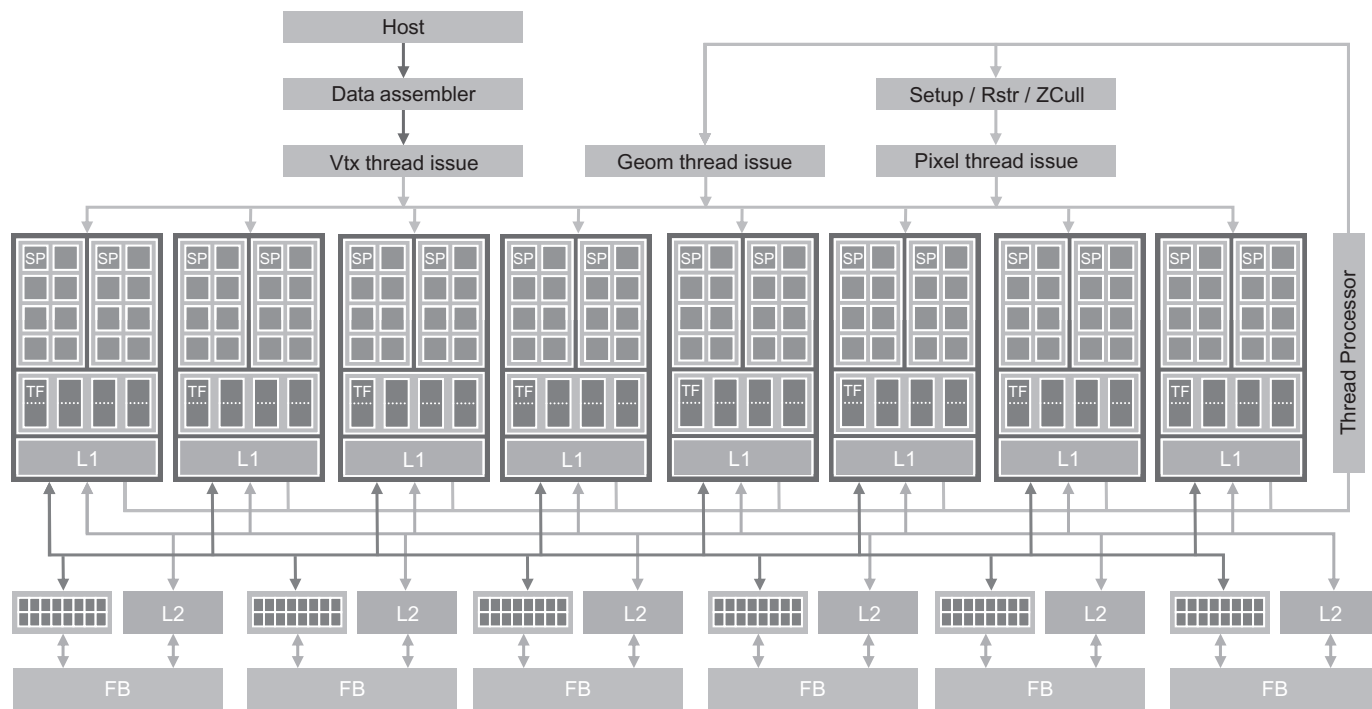 Host
Data assembler
Setup / Rstr / ZCull
Vtx thread issue
Geom thread issue
Pixel thread issue
SP SP SP SP SP SP SP SP SP SP SP SP SP SP SP SP
TF TF TF TF TF TF TF TF
L1 L1 L1 L1 L1 L1 L1 L1
Thread Processor
L2 L2 L2 L2 L2 L2
FB FB FB FB FB FB